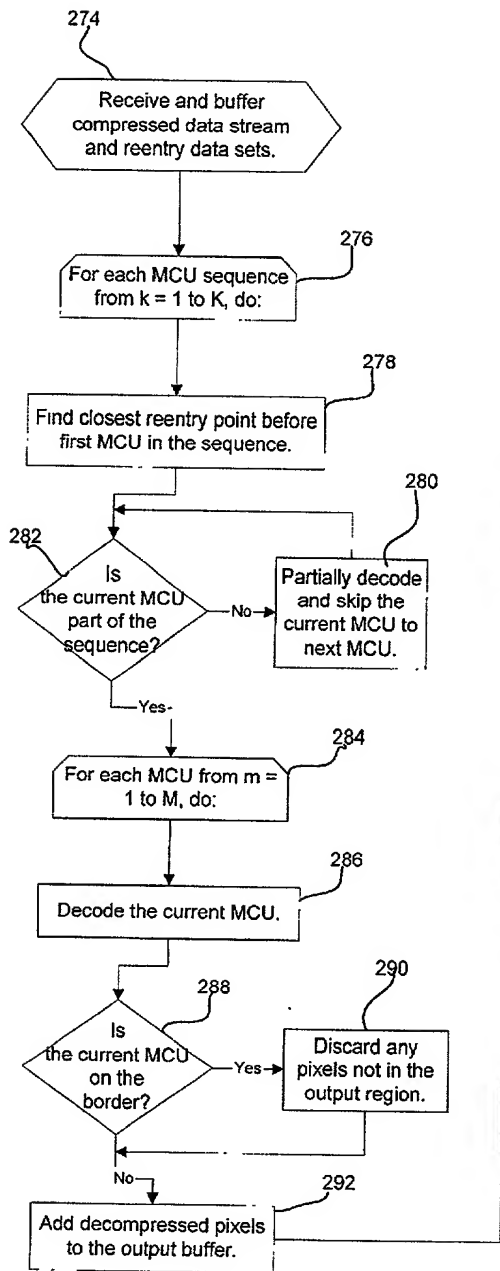 274
Receive and buffer
compressed data stream
and reentry data sets.
276
For each MCU sequence
from k = 1 to K, do:
278
Find closest reentry point before
first MCU in the sequence.
280
282
Is
the current MCU
part of the
sequence?
No
Partially decode
and skip the
current MCU to
next MCU.
Yes
284
For each MCU from m =
1 to M, do:
286
Decode the current MCU.
288
290
Is
the current MCU
on the
border?
Yes
Discard any
pixels not in the
output region.
No
292
Add decompressed pixels
to the output buffer.